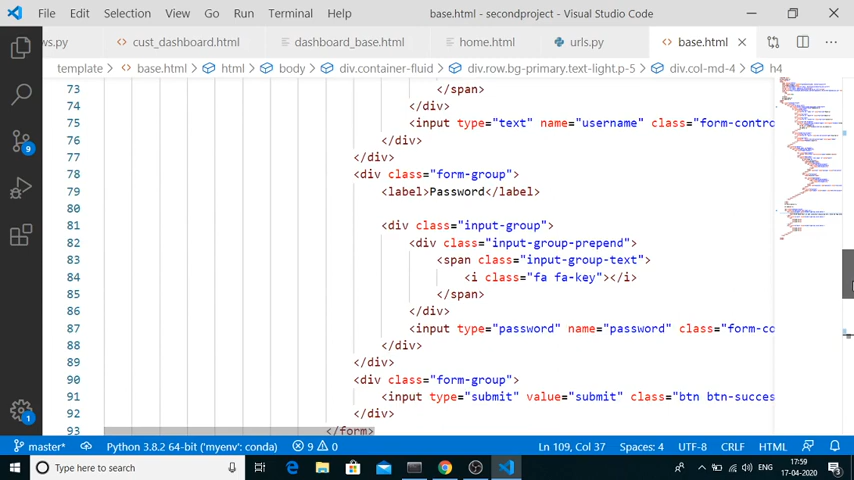 File Edit Selection View Go Run Terminal Help base.html - secondproject - Visual Studio Code
ws.py cust_dashboard.html dashboard_base.html home.html urls.py base.html
template > base.html > html > body > div.container-fluid > div.row.bg-primary.text-light.p-5 > div.col-md-4 > h4
73 </span>
74 </div>
75 <input type="text" name="username" class="form-contro
76 </div>
77 </div>
78 <div class="form-group">
79 <label>Password</label>
80
81 <div class="input-group">
82 <div class="input-group-prepend">
83 <span class="input-group-text">
84 <i class="fa fa-key"></i>
85 </span>
86 </div>
87 <input type="password" name="password" class="form-co
88 </div>
89 </div>
90 <div class="form-group">
91 <input type="submit" value="submit" class="btn btn-succes
92 </div>
93 </form>
9
1
master* Python 3.8.2 64-bit ('myenv': conda) 9 0 Ln 109, Col 37 Spaces: 4 UTF-8 CRLF HTML
Type here to search ENG 17:59
17-04-2020 3